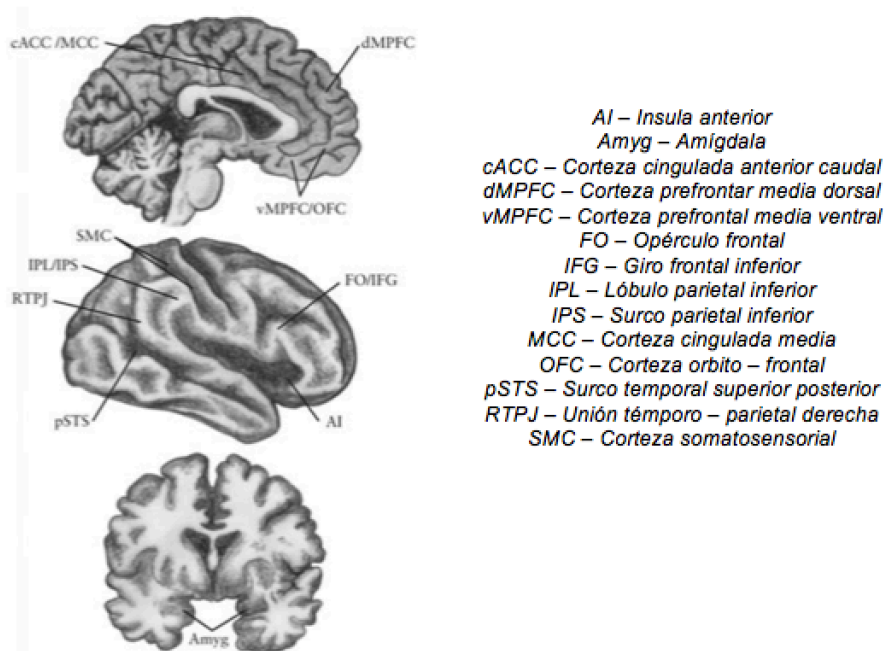 cACC/MCC
dMPFC
vMPFC/OFC
SMC
IPL/IPS
FO/IFG
RTPJ
pSTS
AI
Amyg
AI – Insula anterior
Amyg – Amígdala
cACC – Corteza cingulada anterior caudal
dMPFC – Corteza prefrontar media dorsal
vMPFC – Corteza prefrontal media ventral
FO – Opérculo frontal
IFG – Giro frontal inferior
IPL – Lóbulo parietal inferior
IPS – Surco parietal inferior
MCC – Corteza cingulada media
OFC – Corteza orbito – frontal
pSTS – Surco temporal superior posterior
RTPJ – Unión témporo – parietal derecha
SMC – Corteza somatosensorial